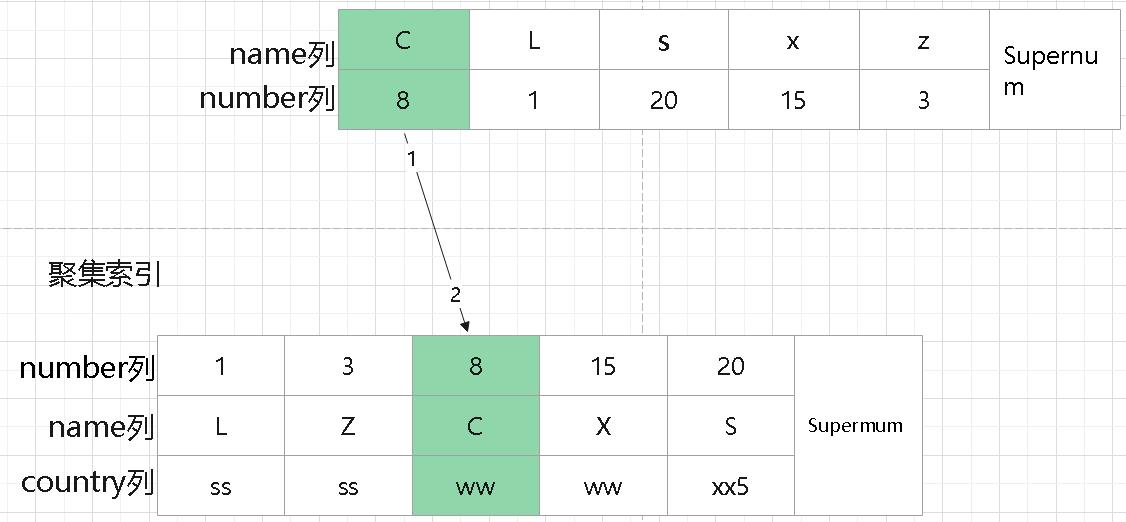 name列 C L s x z
Supernu
m
number列 8 1 20 15 3
1
2
聚集索引
number列 1 3 8 15 20
name列 L Z C X S Supermum
country列 ss ss ww ww xx5